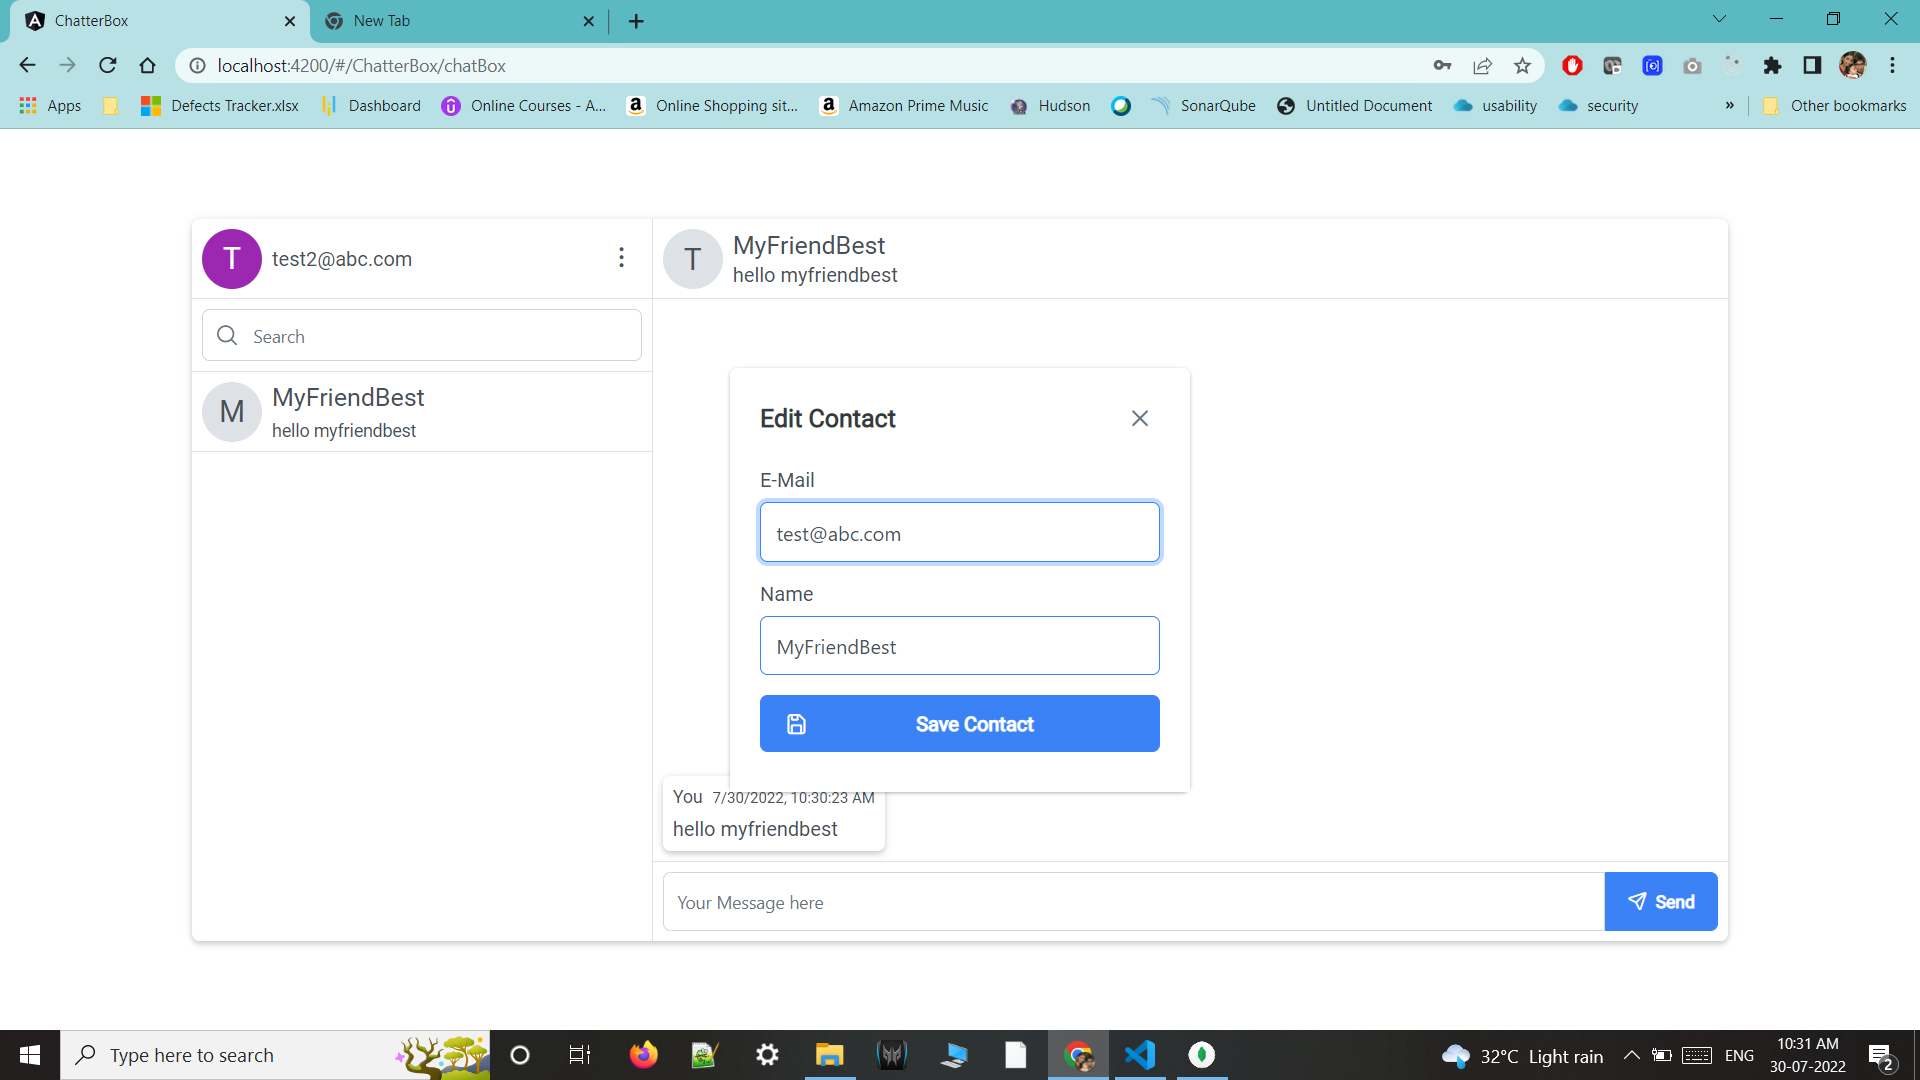 ChatterBox
New Tab
localhost:4200/#/ChatterBox/chatBox
Apps
Defects Tracker.xlsx
Dashboard
Online Courses - A...
Online Shopping sit...
Amazon Prime Music
Hudson
SonarQube
Untitled Document
usability
security
»
Other bookmarks
T
test2@abc.com
T
MyFriendBest
hello myfriendbest
Search
M
MyFriendBest
hello myfriendbest
Edit Contact
E-Mail
test@abc.com
Name
MyFriendBest
Save Contact
You 7/30/2022, 10:30:23 AM
hello myfriendbest
Your Message here
Send
Type here to search
32°C Light rain
ENG
10:31 AM
30-07-2022
2